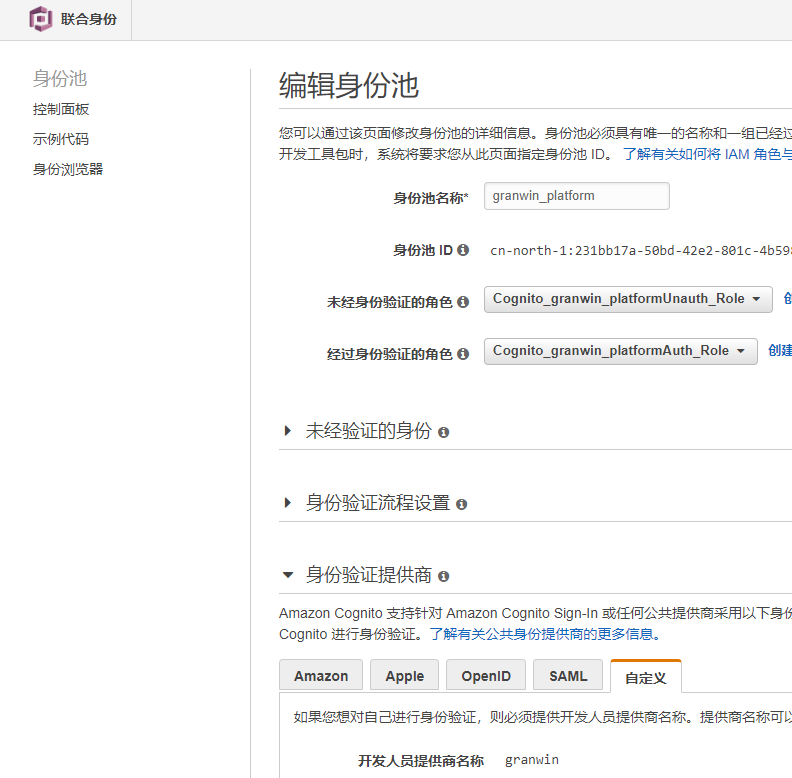 联合身份
身份池
控制面板
示例代码
身份浏览器
编辑身份池
您可以通过该页面修改身份池的详细信息。身份池必须具有唯一的名称和一组已经过
开发工具包时，系统将要求您从此页面指定身份池 ID。 了解有关如何将 IAM 角色与
身份池名称* granwin_platform
身份池 ID cn-north-1:231bb17a-50bd-42e2-801c-4b598
未经身份验证的角色 Cognito_granwin_platformUnauth_Role 创
经过身份验证的角色 Cognito_granwin_platformAuth_Role 创建
未经验证的身份
身份验证流程设置
身份验证提供商
Amazon Cognito 支持针对 Amazon Cognito Sign-In 或任何公共提供商采用以下身份
Cognito 进行身份验证。了解有关公共身份提供商的更多信息。
Amazon Apple OpenID SAML 自定义
如果您想对自己进行身份验证，则必须提供开发人员提供商名称。提供商名称可以
开发人员提供商名称 granwin